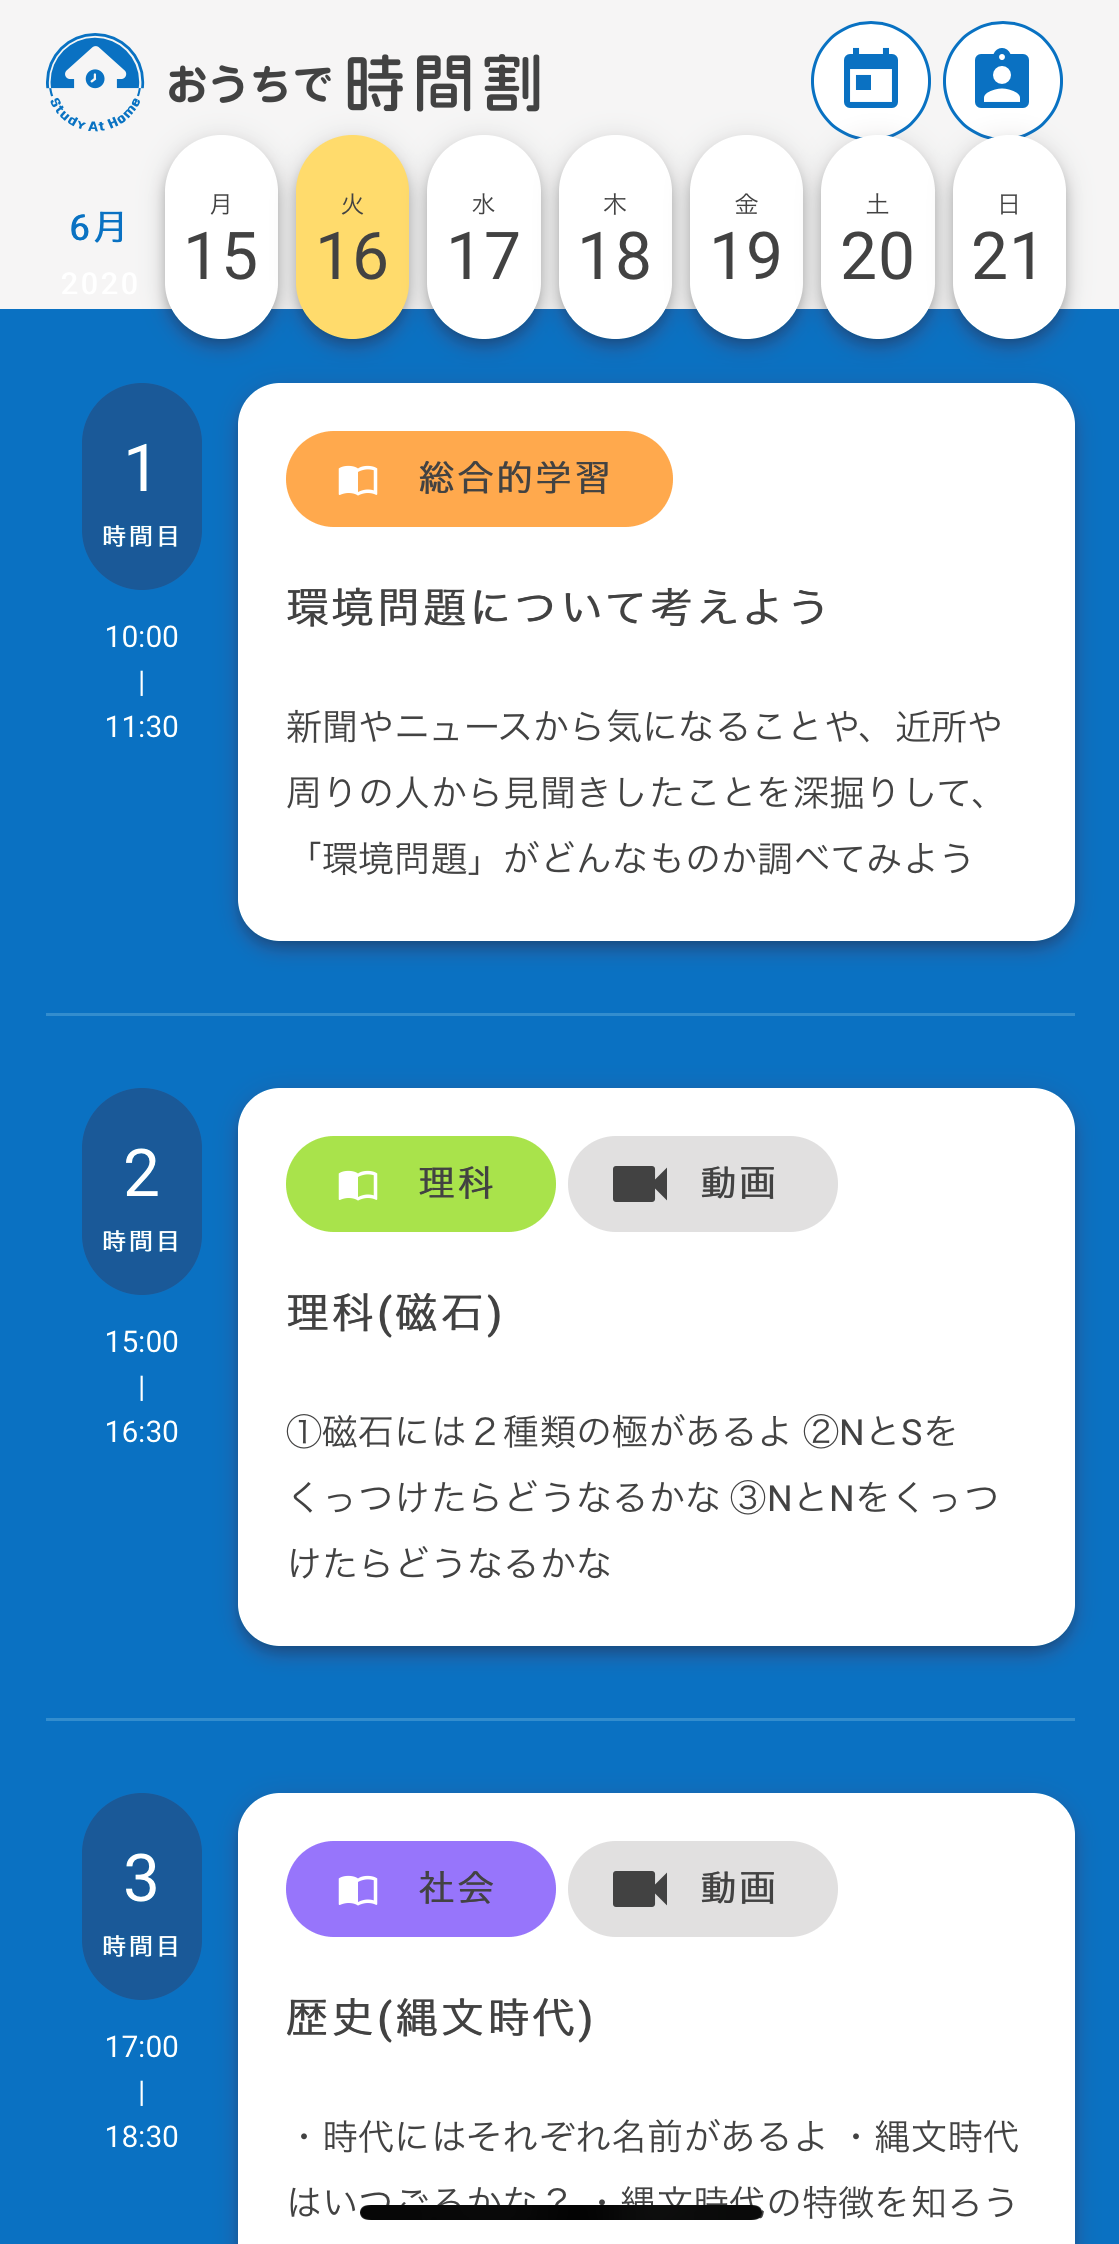 Study At Home
おうちで 時間割
6月
2020
月 火 水 木 金 土 日
15 16 17 18 19 20 21
1
時間目
10:00
|
11:30
総合的学習
環境問題について考えよう
新聞やニュースから気になることや、近所や
周りの人から見聞きしたことを深掘りして、
「環境問題」がどんなものか調べてみよう
2
時間目
15:00
|
16:30
理科 動画
理科(磁石)
①磁石には２種類の極があるよ ②NとSを
くっつけたらどうなるかな ③NとNをくっつ
けたらどうなるかな
3
時間目
17:00
|
18:30
社会 動画
歴史(縄文時代)
・時代にはそれぞれ名前があるよ ・縄文時代
はいつごろかな？ ・縄文時代の特徴を知ろう